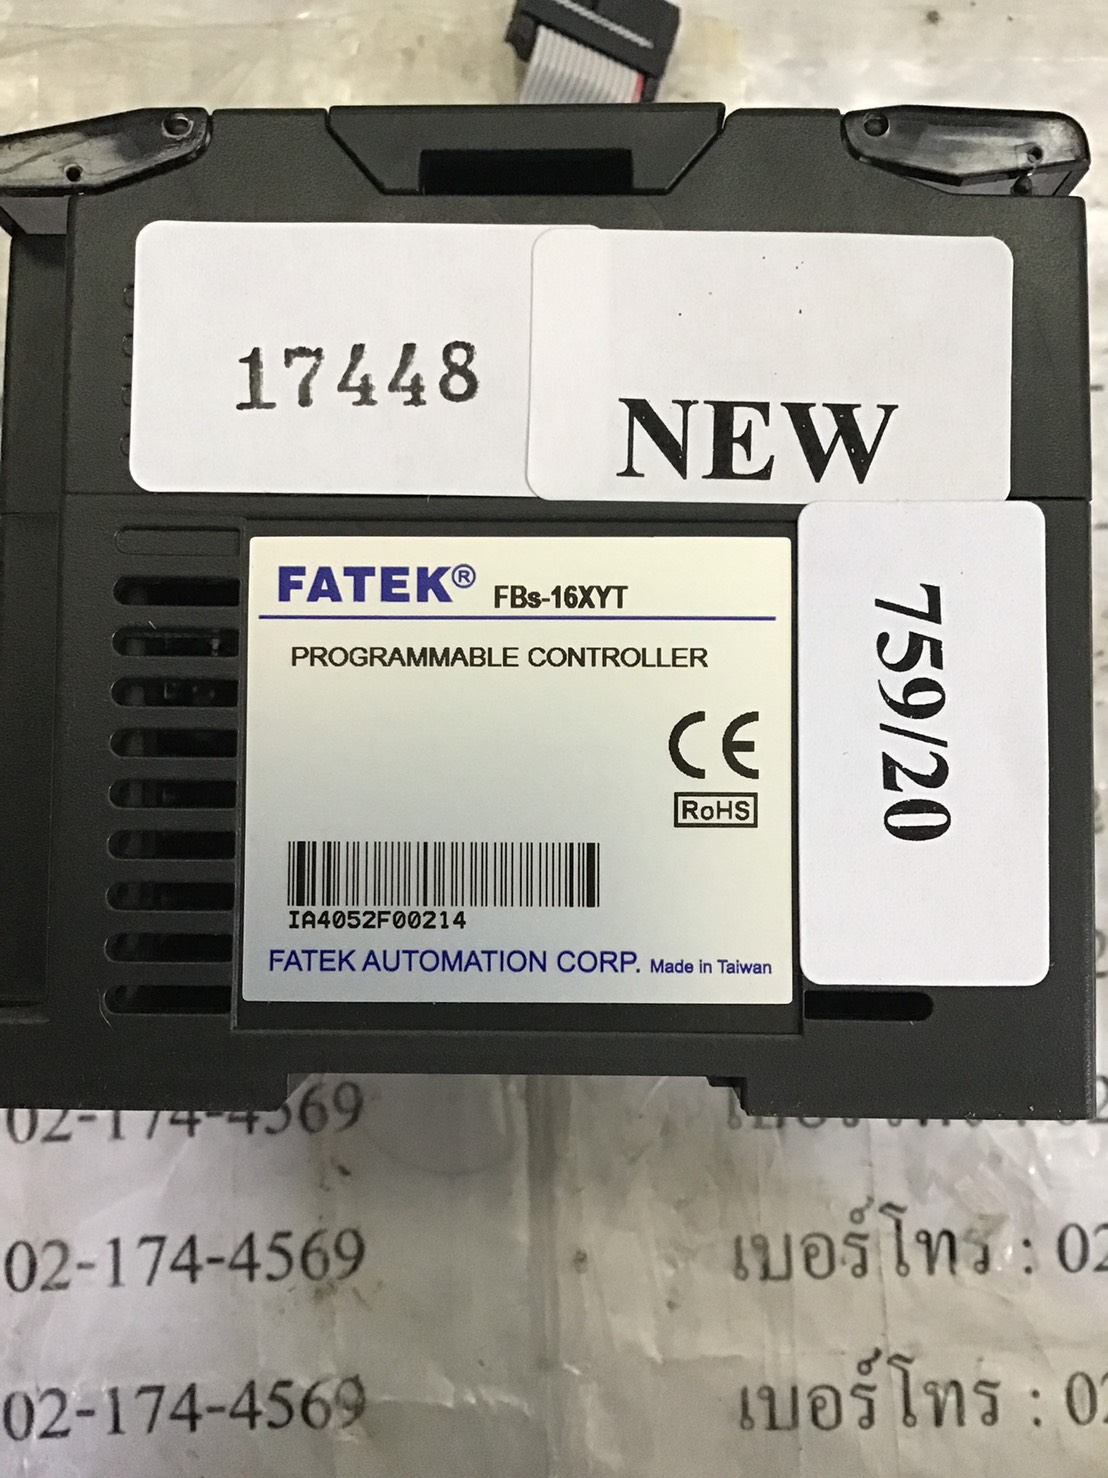 17448
NEW
759/20
FATEK® FBs-16XYT
PROGRAMMABLE CONTROLLER
CE
RoHS
IA4052F00214
FATEK AUTOMATION CORP. Made in Taiwan
02-174-4569
02-174-4569 เบอร์โทร : 02
02-174-4569 เบอร์โทร : 02